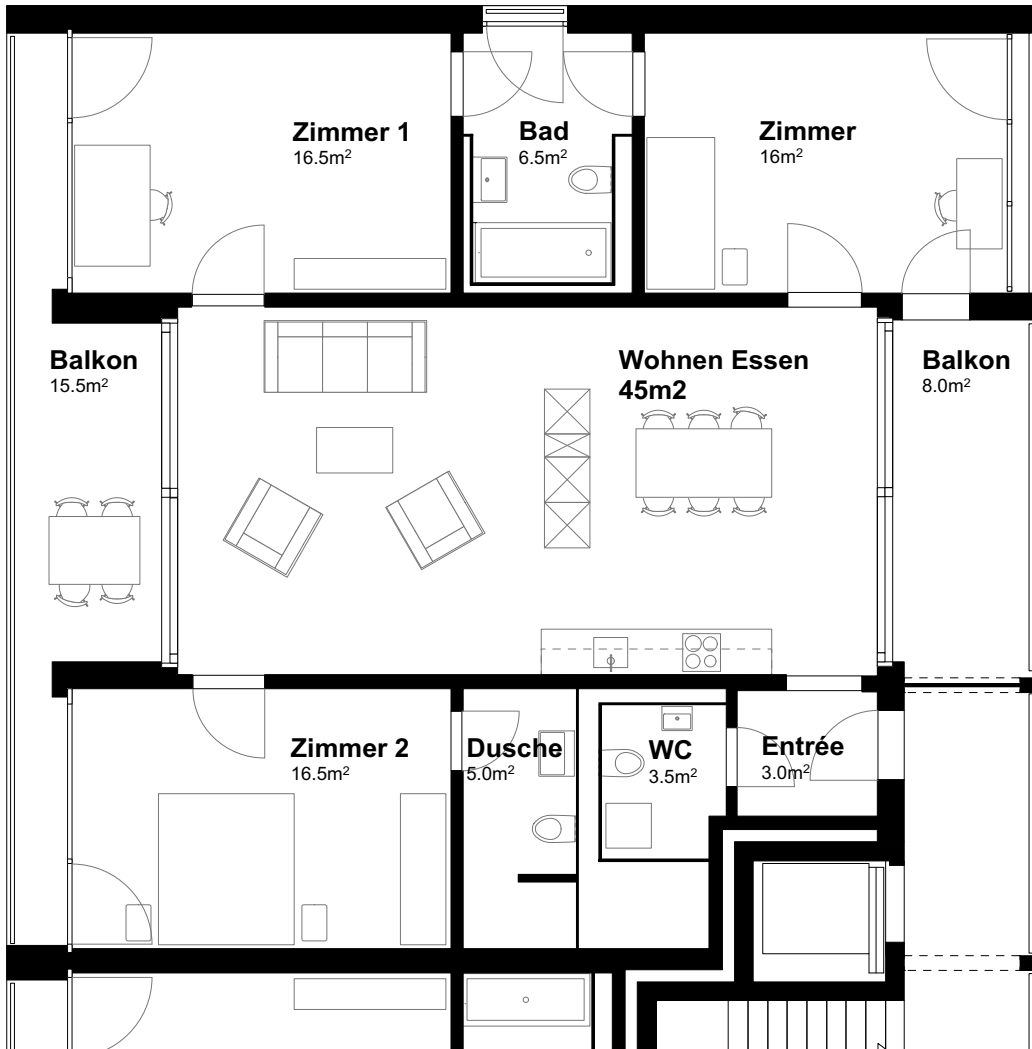 Zimmer 1
16.5m²
Bad
6.5m²
Zimmer
16m²
Balkon
15.5m²
Wohnen Essen
45m2
Balkon
8.0m²
Zimmer 2
16.5m²
Dusche
5.0m²
WC
3.5m²
Entrée
3.0m²